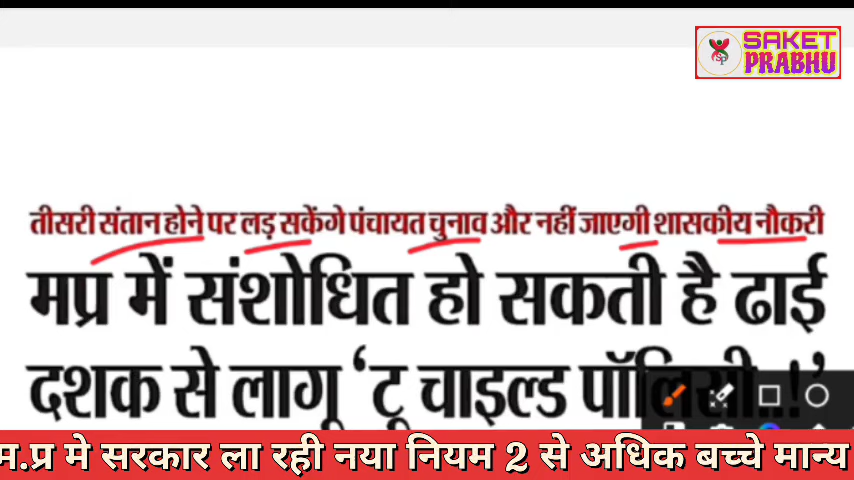 SAKET
PRABHU
तीसरी संतान होने पर लड़ सकेंगे पंचायत चुनाव और नहीं जाएगी शासकीय नौकरी
मप्र में संशोधित हो सकती है ढाई
दशक से लागू ‘टू चाइल्ड पॉलिसी..!’
म.प्र मे सरकार ला रही नया नियम 2 से अधिक बच्चे मान्य